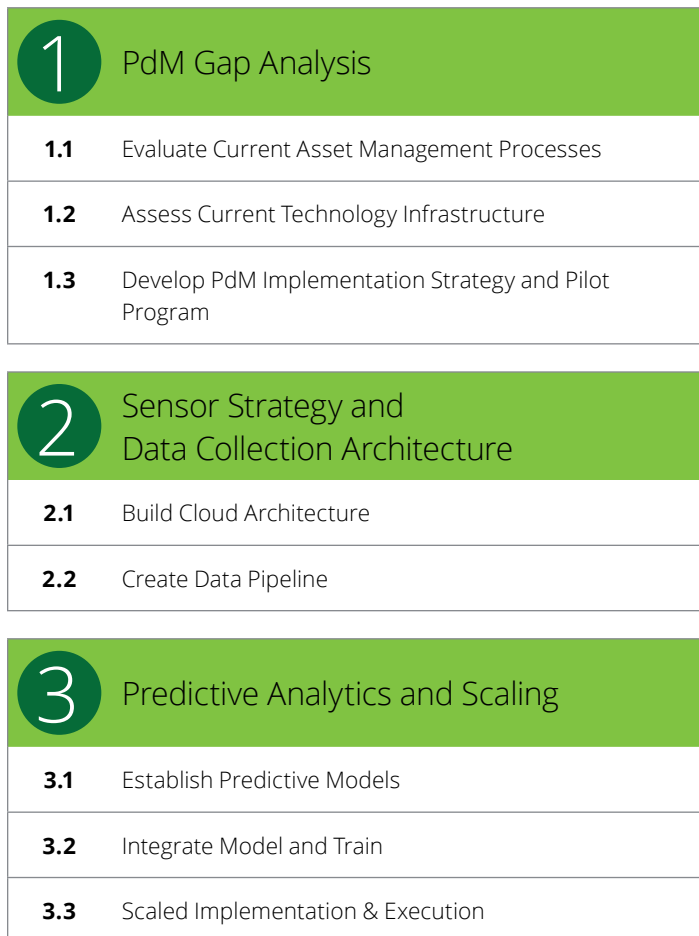 1
PdM Gap Analysis
1.1 Evaluate Current Asset Management Processes
1.2 Assess Current Technology Infrastructure
1.3 Develop PdM Implementation Strategy and Pilot
Program
2
Sensor Strategy and
Data Collection Architecture
2.1 Build Cloud Architecture
2.2 Create Data Pipeline
3
Predictive Analytics and Scaling
3.1 Establish Predictive Models
3.2 Integrate Model and Train
3.3 Scaled Implementation & Execution